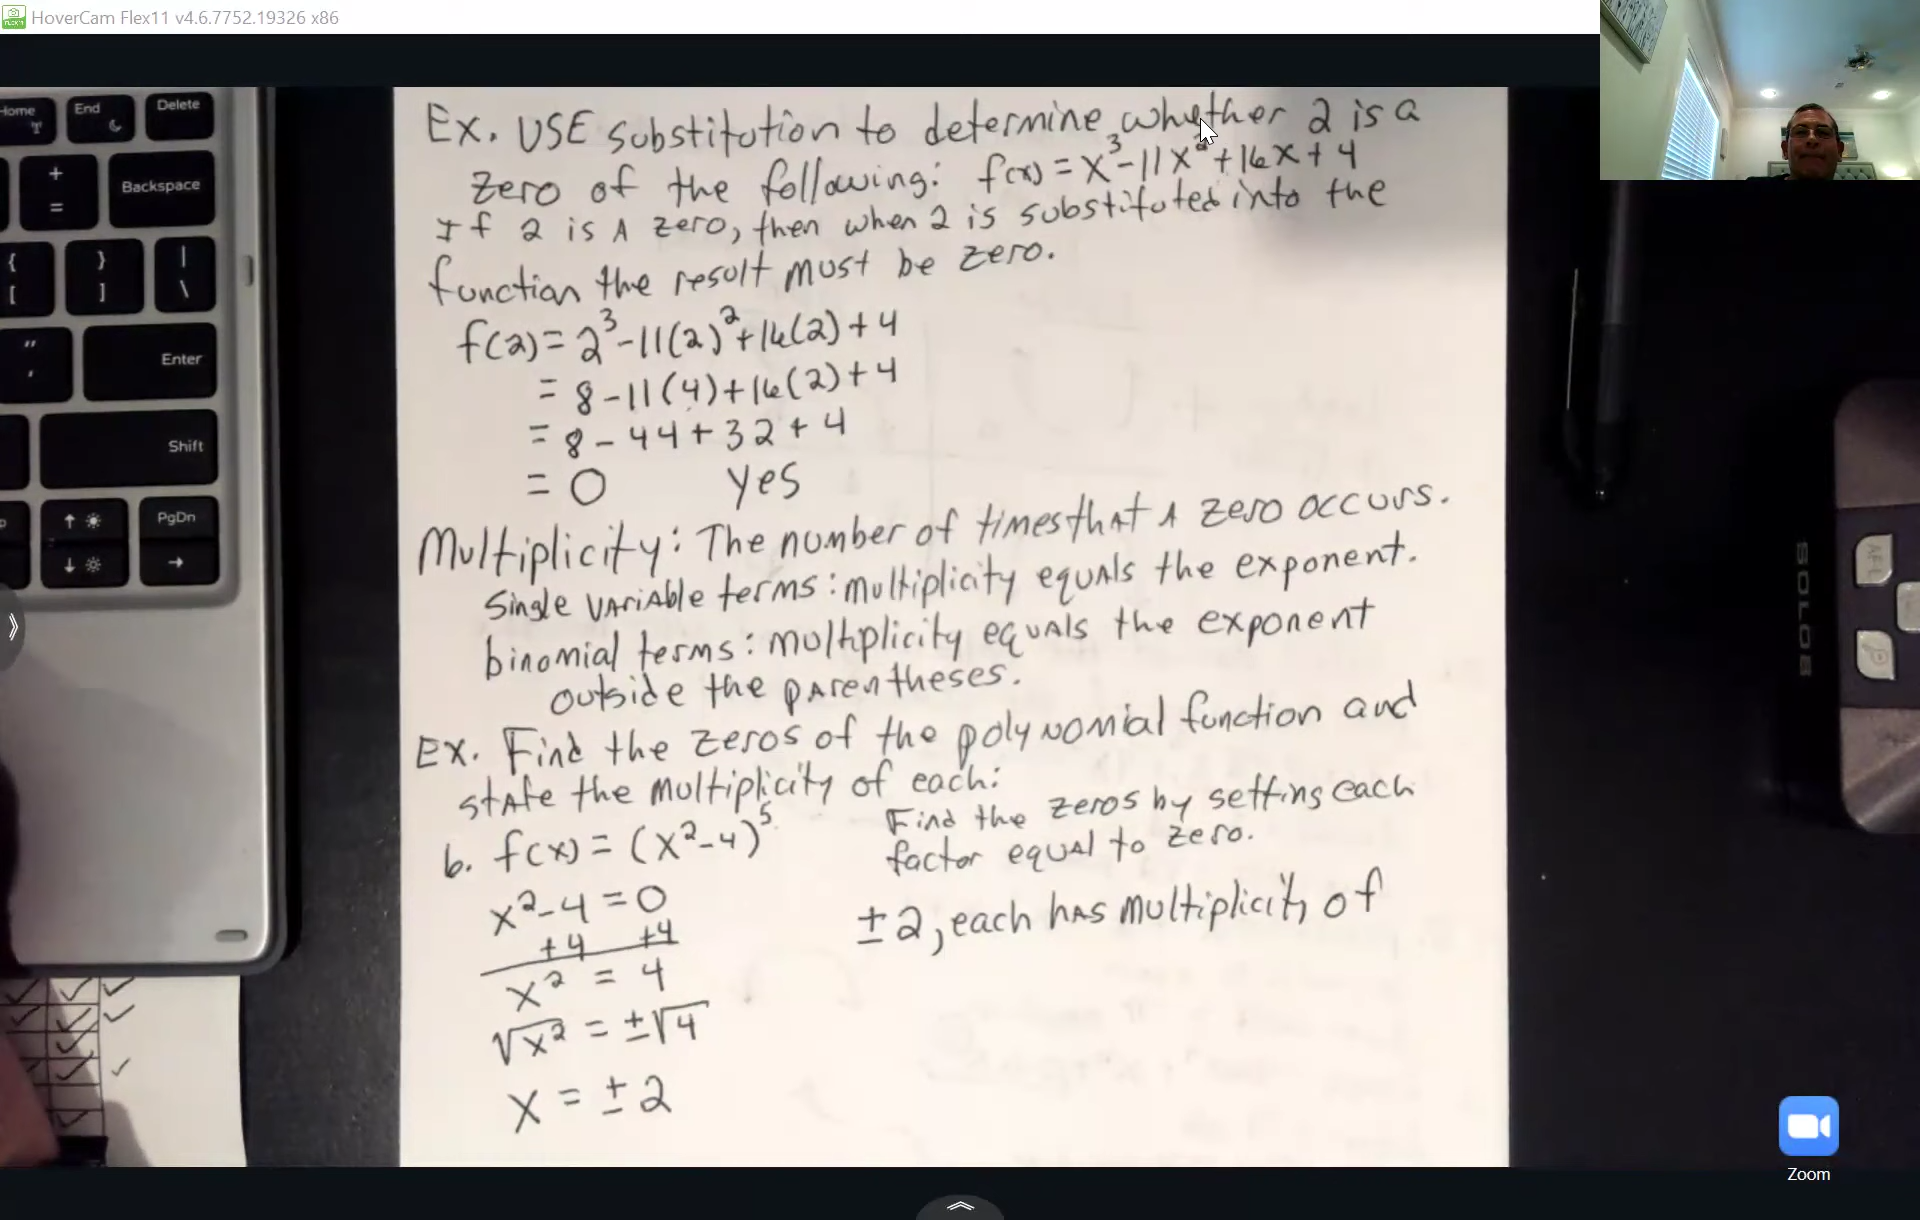 HoverCam Flex11 v4.6.7752.19326 x86
Ex. USE substitution to determine whether 2 is a
zero of the following: f(x) = x³-11x²+16x+4
If 2 is A zero, then when 2 is substituted into the
function the result must be zero.
f(2) = 2³-11(2)²+16(2)+4
= 8-11(4)+16(2)+4
= 8-44+32+4
= 0 yes
Multiplicity: The number of times that A zero occurs.
Single variable terms: multiplicity equals the exponent.
binomial terms: multiplicity equals the exponent
outside the parentheses.
Ex. Find the zeros of the polynomial function and
state the multiplicity of each:
Find the zeros by setting each
factor equal to zero.
b. f(x) = (x²-4)⁵
x²-4 = 0
+4 +4
x² = 4
√x² = ±√4
x = ±2
±2, each has multiplicity of
Home
End
Delete
+
=
Backspace
{
[
}
]
|
\
"
'
Enter
Shift
↑
PgDn
↓
→
SOLO8
Zoom